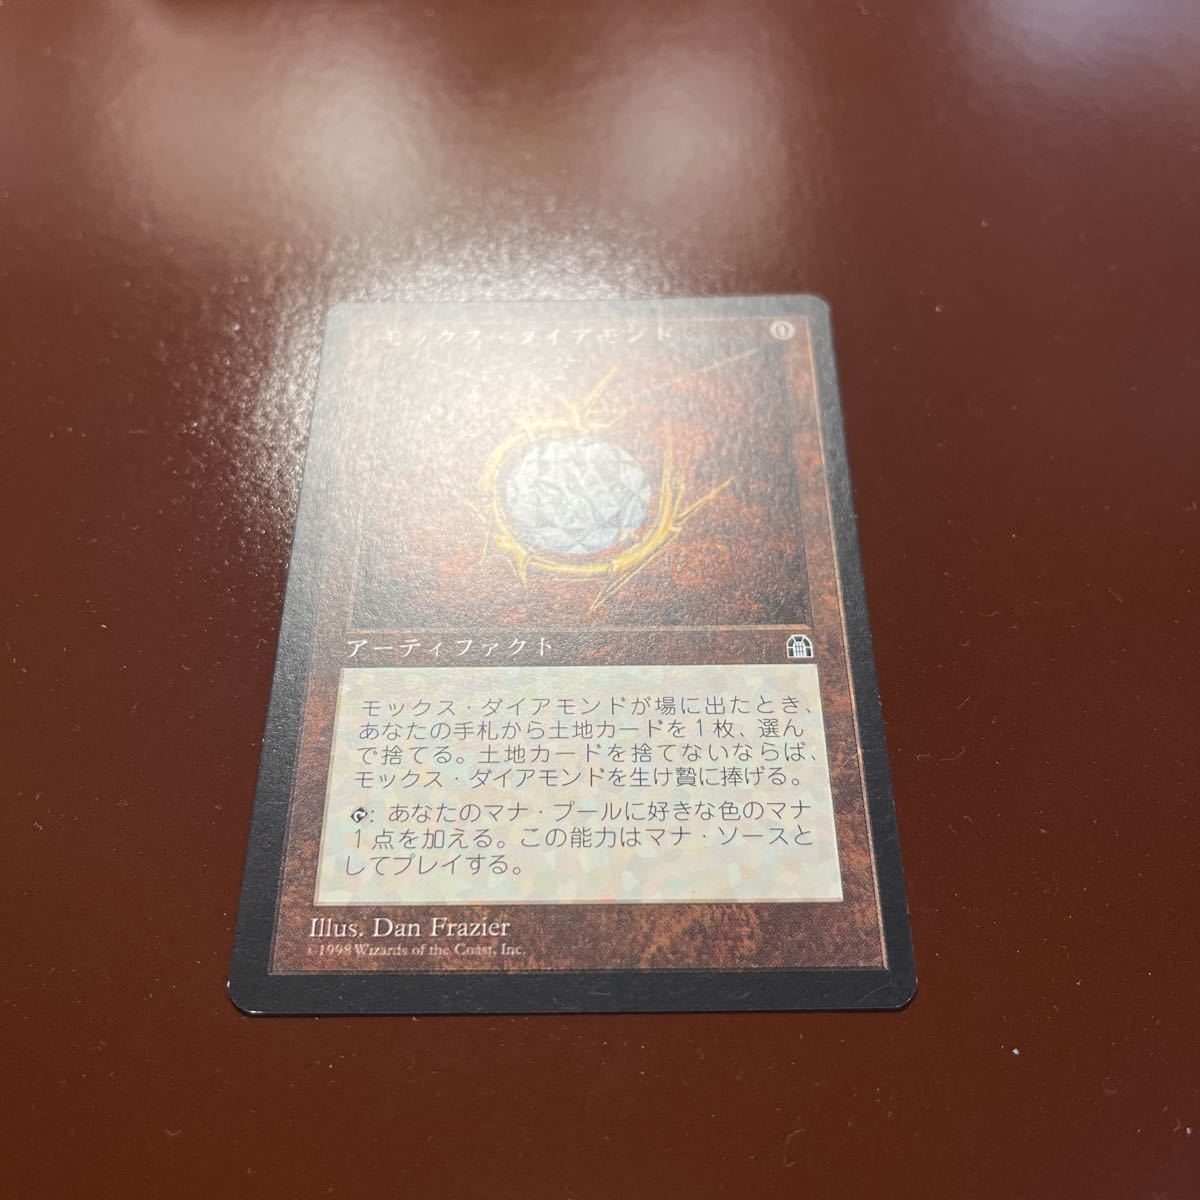 モックス・ダイアモンド
0
アーティファクト
モックス・ダイアモンドが場に出たとき、
あなたの手札から土地カードを1枚、選ん
で捨てる。土地カードを捨てないならば、
モックス・ダイアモンドを生け贄に捧げる。
: あなたのマナ・プールに好きな色のマナ
1点を加える。この能力はマナ・ソースと
してプレイする。
Illus. Dan Frazier
©1998 Wizards of the Coast, Inc.